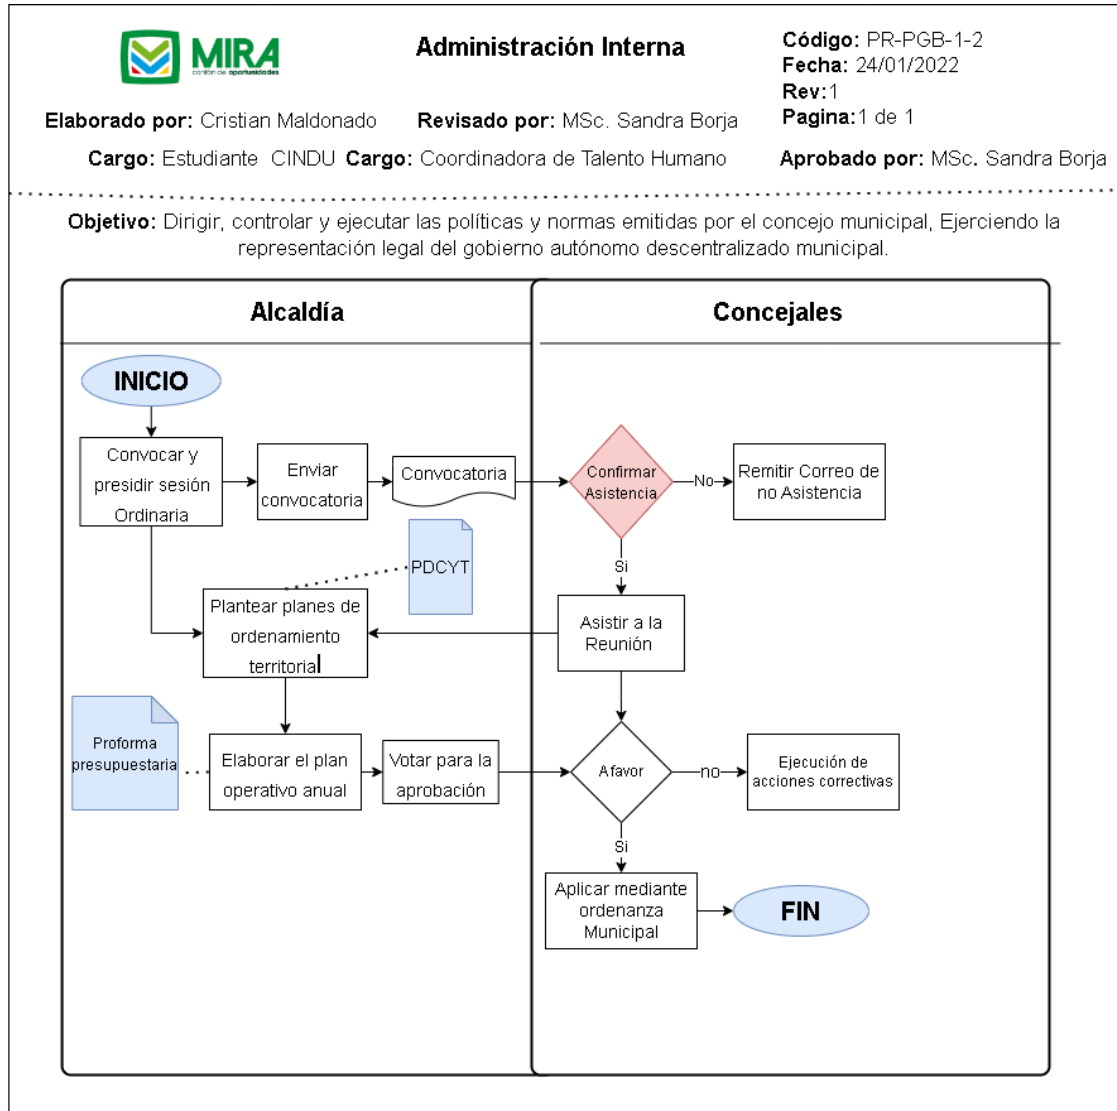 MIRA
cantón de oportunidades
Administración Interna
Código: PR-PGB-1-2
Fecha: 24/01/2022
Rev:1
Pagina:1 de 1
Elaborado por: Cristian Maldonado
Revisado por: MSc. Sandra Borja
Cargo: Estudiante CINDU
Cargo: Coordinadora de Talento Humano
Aprobado por: MSc. Sandra Borja
Objetivo: Dirigir, controlar y ejecutar las políticas y normas emitidas por el concejo municipal, Ejerciendo la
representación legal del gobierno autónomo descentralizado municipal.
Alcaldía
Concejales
INICIO
Convocar y
presidir sesión
Ordinaria
Enviar
convocatoria
Convocatoria
Confirmar
Asistencia
No
Remitir Correo de
no Asistencia
Si
PDCYT
Plantear planes de
ordenamiento
territorial
Asistir a la
Reunión
Proforma
presupuestaria
Elaborar el plan
operativo anual
Votar para la
aprobación
A favor
no
Ejecución de
acciones correctivas
Si
Aplicar mediante
ordenanza
Municipal
FIN